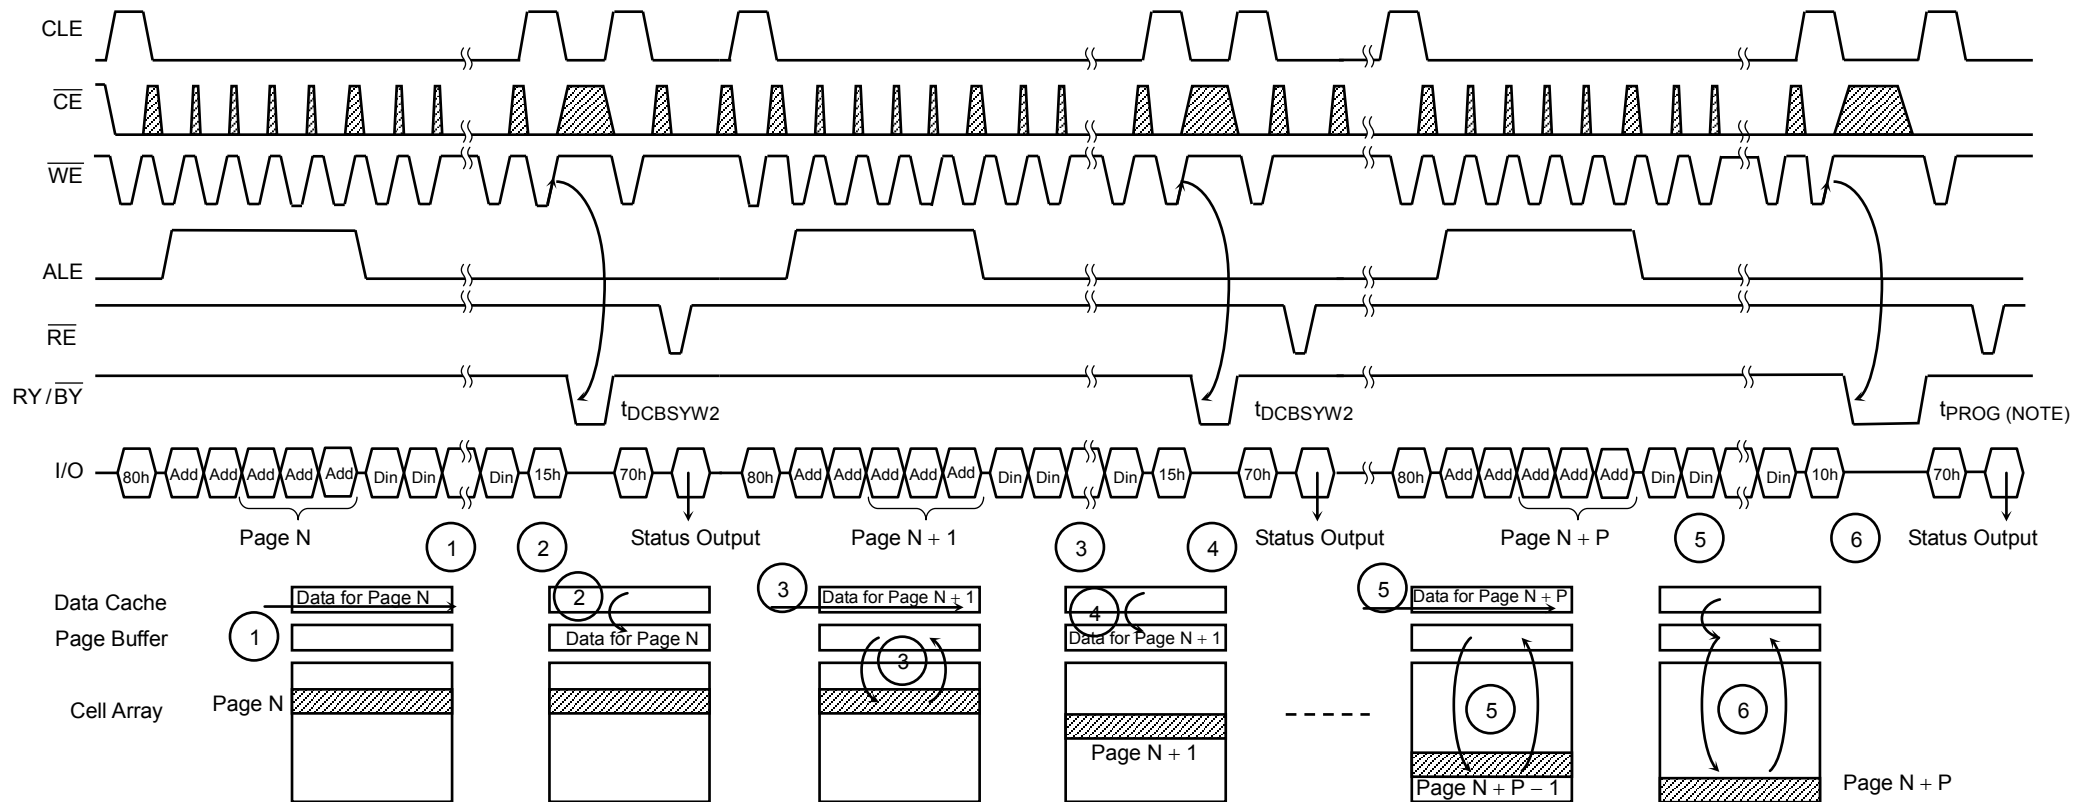 CLE
CE
WE
ALE
RE
RY/BY
tDCBSYW2
tDCBSYW2
tPROG (NOTE)
I/O
80h Add Add Add Add Add Din Din Din 15h 70h 80h Add Add Add Add Add Din Din Din 15h 70h 80h Add Add Add Add Add Din Din Din 10h 70h
Page N
1
2
Status Output
Page N + 1
3
4
Status Output
Page N + P
5
6
Status Output
Data Cache
Page Buffer
Cell Array
1
Data for Page N
Page N
2
Data for Page N
3
Data for Page N + 1
3
4
Data for Page N + 1
Page N + 1
5
Data for Page N + P
5
Page N + P − 1
6
Page N + P